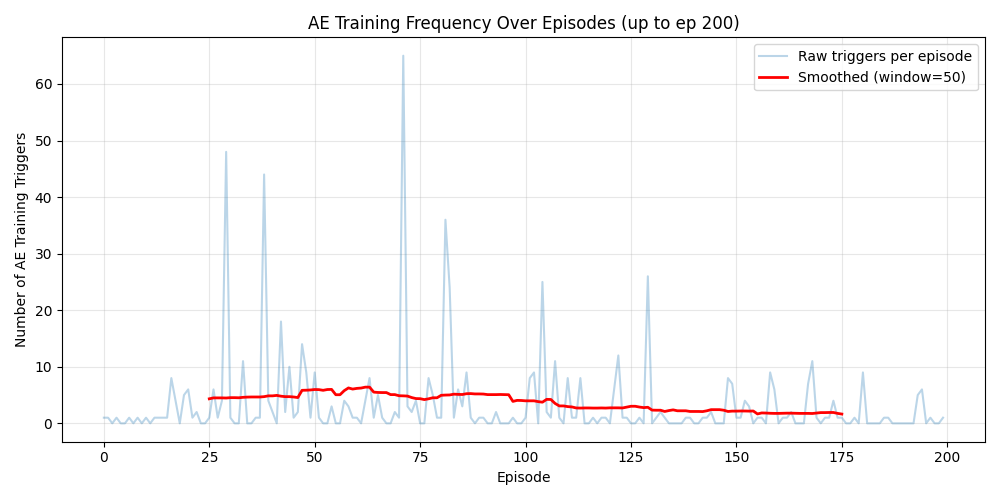 AE Training Frequency Over Episodes (up to ep 200)
Raw triggers per episode
Smoothed (window=50)
Number of AE Training Triggers
60
50
40
30
20
10
0
0 25 50 75 100 125 150 175 200
Episode